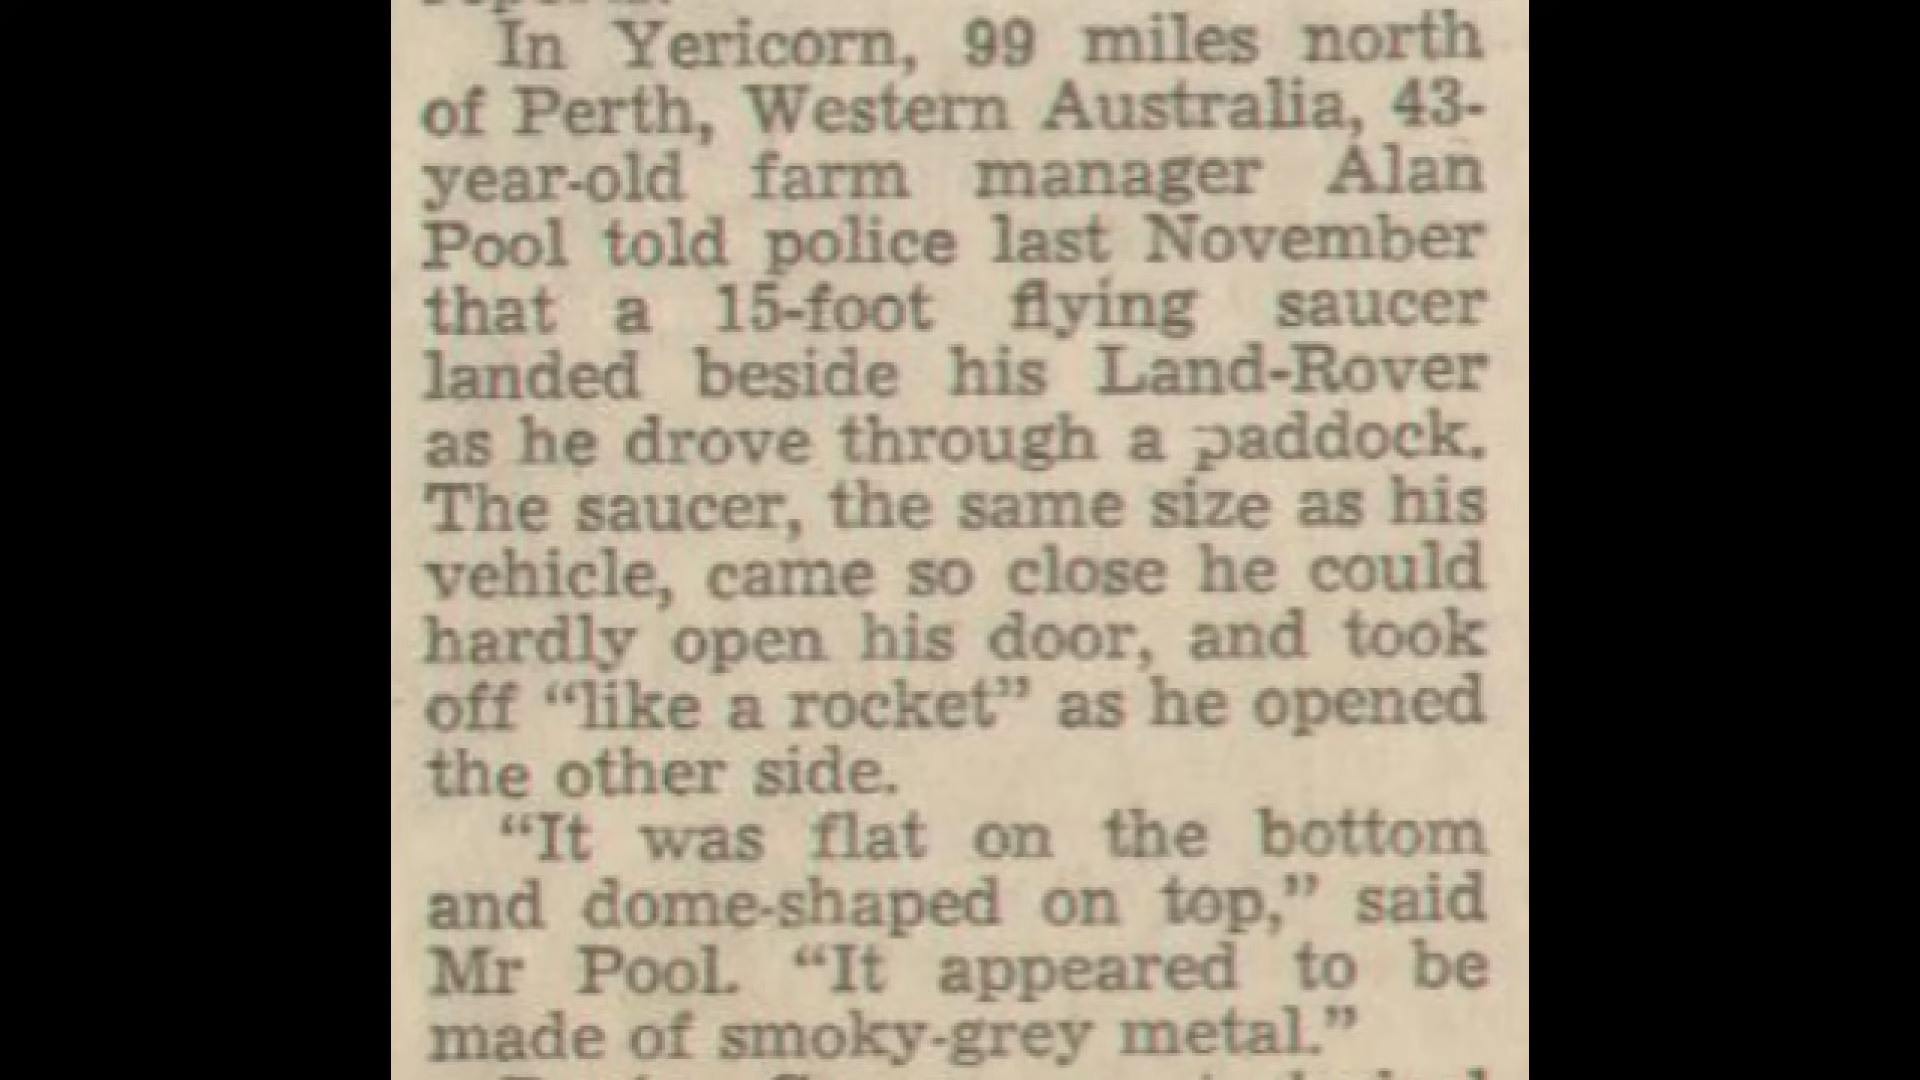 In Yericorn, 99 miles north
of Perth, Western Australia, 43-
year-old farm manager Alan
Pool told police last November
that a 15-foot flying saucer
landed beside his Land-Rover
as he drove through a paddock.
The saucer, the same size as his
vehicle, came so close he could
hardly open his door, and took
off “like a rocket” as he opened
the other side.
“It was flat on the bottom
and dome-shaped on top,” said
Mr Pool. “It appeared to be
made of smoky-grey metal.”